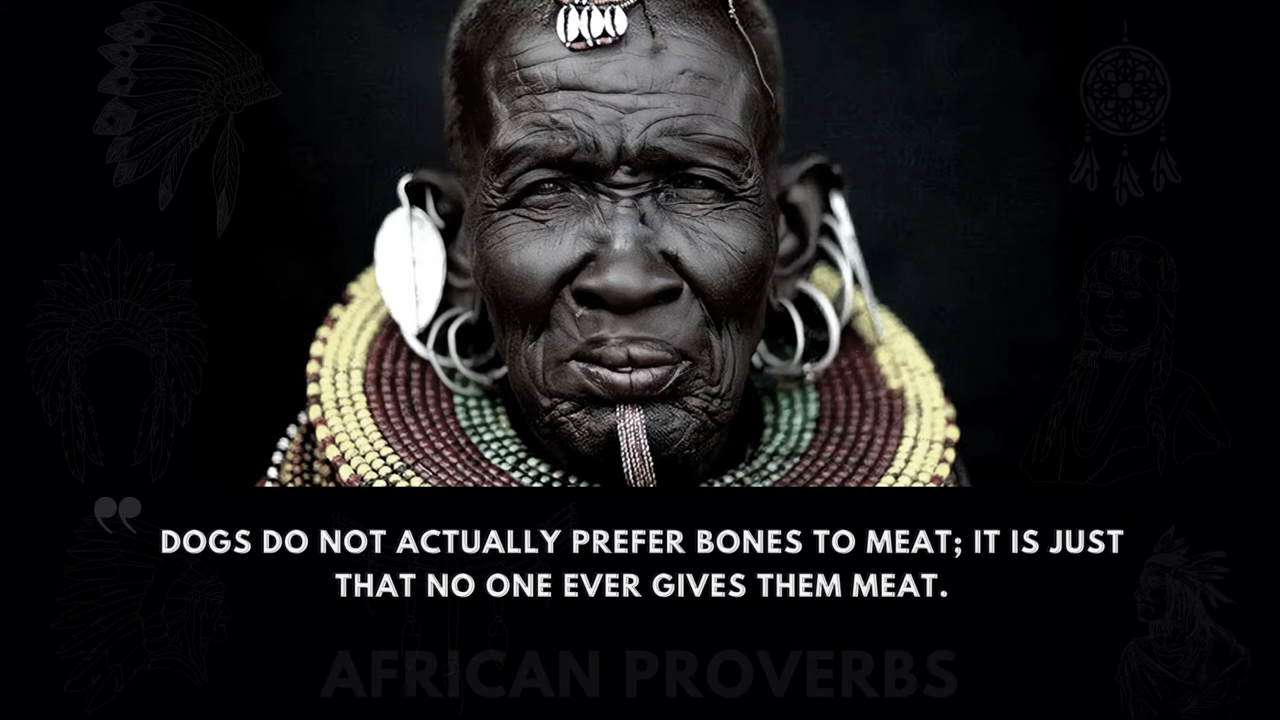 ”
DOGS DO NOT ACTUALLY PREFER BONES TO MEAT; IT IS JUST
THAT NO ONE EVER GIVES THEM MEAT.
AFRICAN PROVERBS